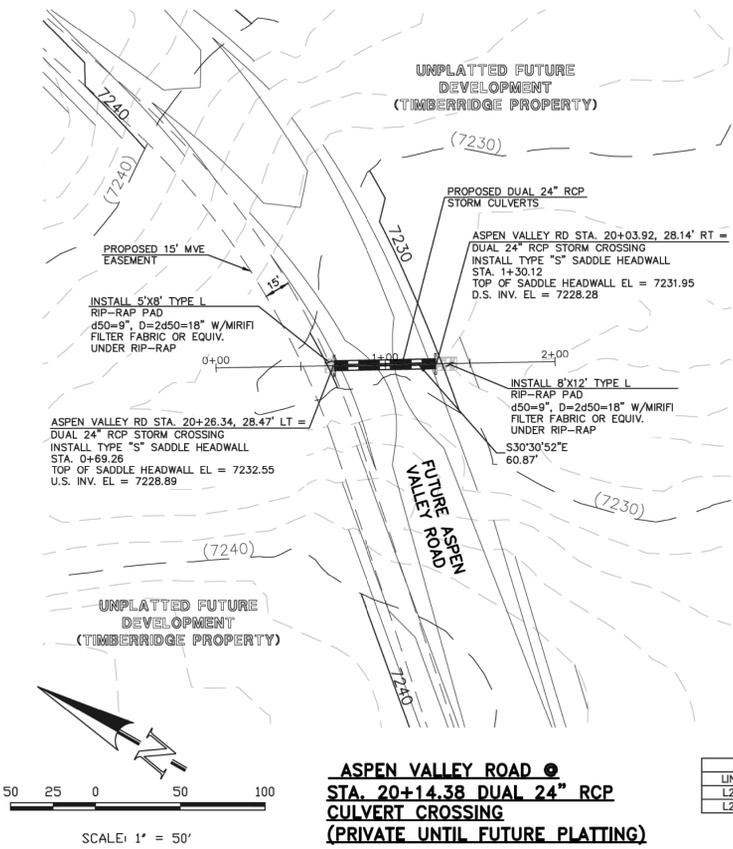 UNPLATTED FUTURE
DEVELOPMENT
(TIMBERRIDGE PROPERTY)
7240
(7240)
(7230)
PROPOSED DUAL 24" RCP
STORM CULVERTS
7230
ASPEN VALLEY RD STA. 20+03.92, 28.14' RT =
DUAL 24" RCP STORM CROSSING
INSTALL TYPE "S" SADDLE HEADWALL
STA. 1+30.12
TOP OF SADDLE HEADWALL EL = 7231.95
D.S. INV. EL = 7228.28
PROPOSED 15' MVE
EASEMENT
15'
INSTALL 5'X8' TYPE L
RIP-RAP PAD
d50=9", D=2d50=18" W/MIRIFI
FILTER FABRIC OR EQUIV.
UNDER RIP-RAP
0+00
1+00
2+00
INSTALL 8'X12' TYPE L
RIP-RAP PAD
d50=9", D=2d50=18" W/MIRIFI
FILTER FABRIC OR EQUIV.
UNDER RIP-RAP
S30°30'52"E
60.87'
ASPEN VALLEY RD STA. 20+26.34, 28.47' LT =
DUAL 24" RCP STORM CROSSING
INSTALL TYPE "S" SADDLE HEADWALL
STA. 0+69.26
TOP OF SADDLE HEADWALL EL = 7232.55
U.S. INV. EL = 7228.89
FUTURE ASPEN
VALLEY ROAD
(7230)
(7240)
UNPLATTED FUTURE
DEVELOPMENT
(TIMBERRIDGE PROPERTY)
7240
N
50 25 0 50 100
SCALE: 1" = 50'
ASPEN VALLEY ROAD @
STA. 20+14.38 DUAL 24" RCP
CULVERT CROSSING
(PRIVATE UNTIL FUTURE PLATTING)